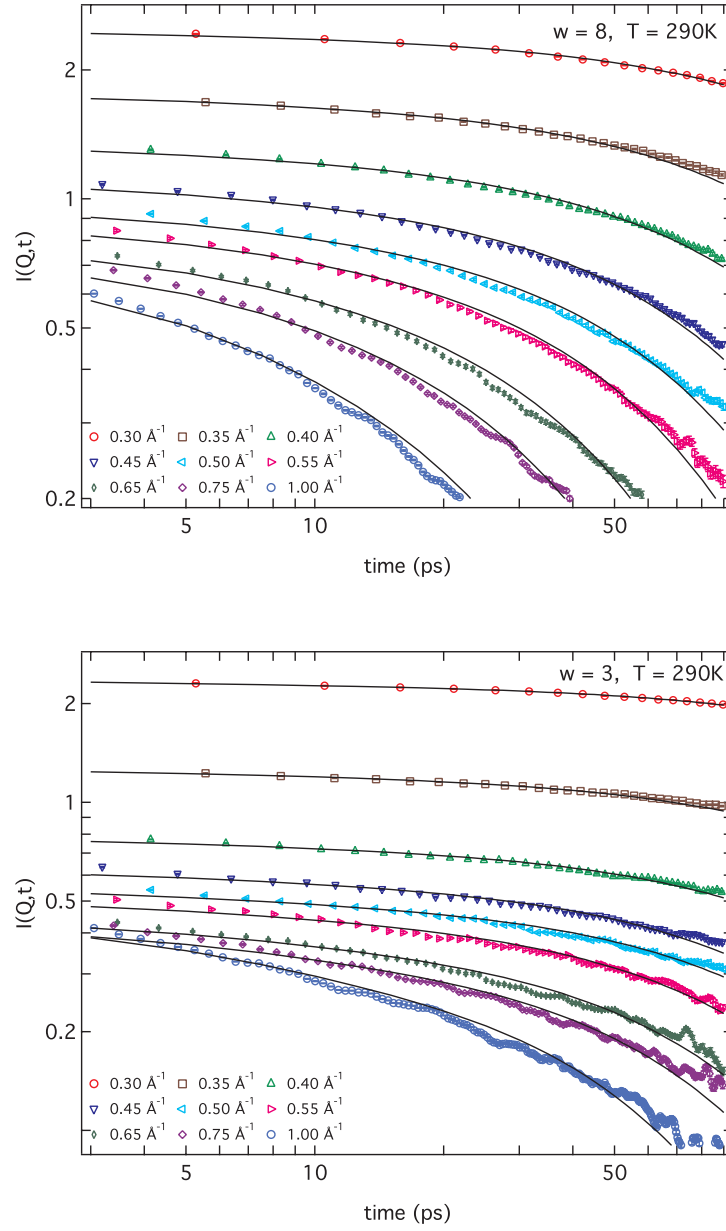 w = 8, T = 290K
2
1
I(Q,t)
0.5
0.2
0.30 Å⁻¹ 0.35 Å⁻¹ 0.40 Å⁻¹
0.45 Å⁻¹ 0.50 Å⁻¹ 0.55 Å⁻¹
0.65 Å⁻¹ 0.75 Å⁻¹ 1.00 Å⁻¹
5 10 50
time (ps)
w = 3, T = 290K
2
1
I(Q,t)
0.5
0.2
0.30 Å⁻¹ 0.35 Å⁻¹ 0.40 Å⁻¹
0.45 Å⁻¹ 0.50 Å⁻¹ 0.55 Å⁻¹
0.65 Å⁻¹ 0.75 Å⁻¹ 1.00 Å⁻¹
5 10 50
time (ps)